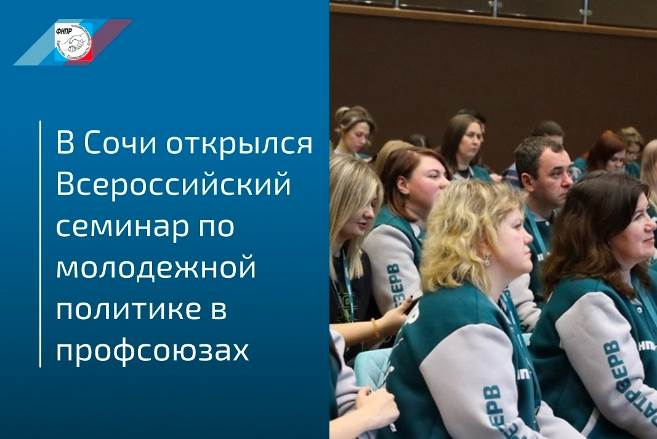 ФНПР
В Сочи открылся
Всероссийский
семинар по
молодежной
политике в
профсоюзах